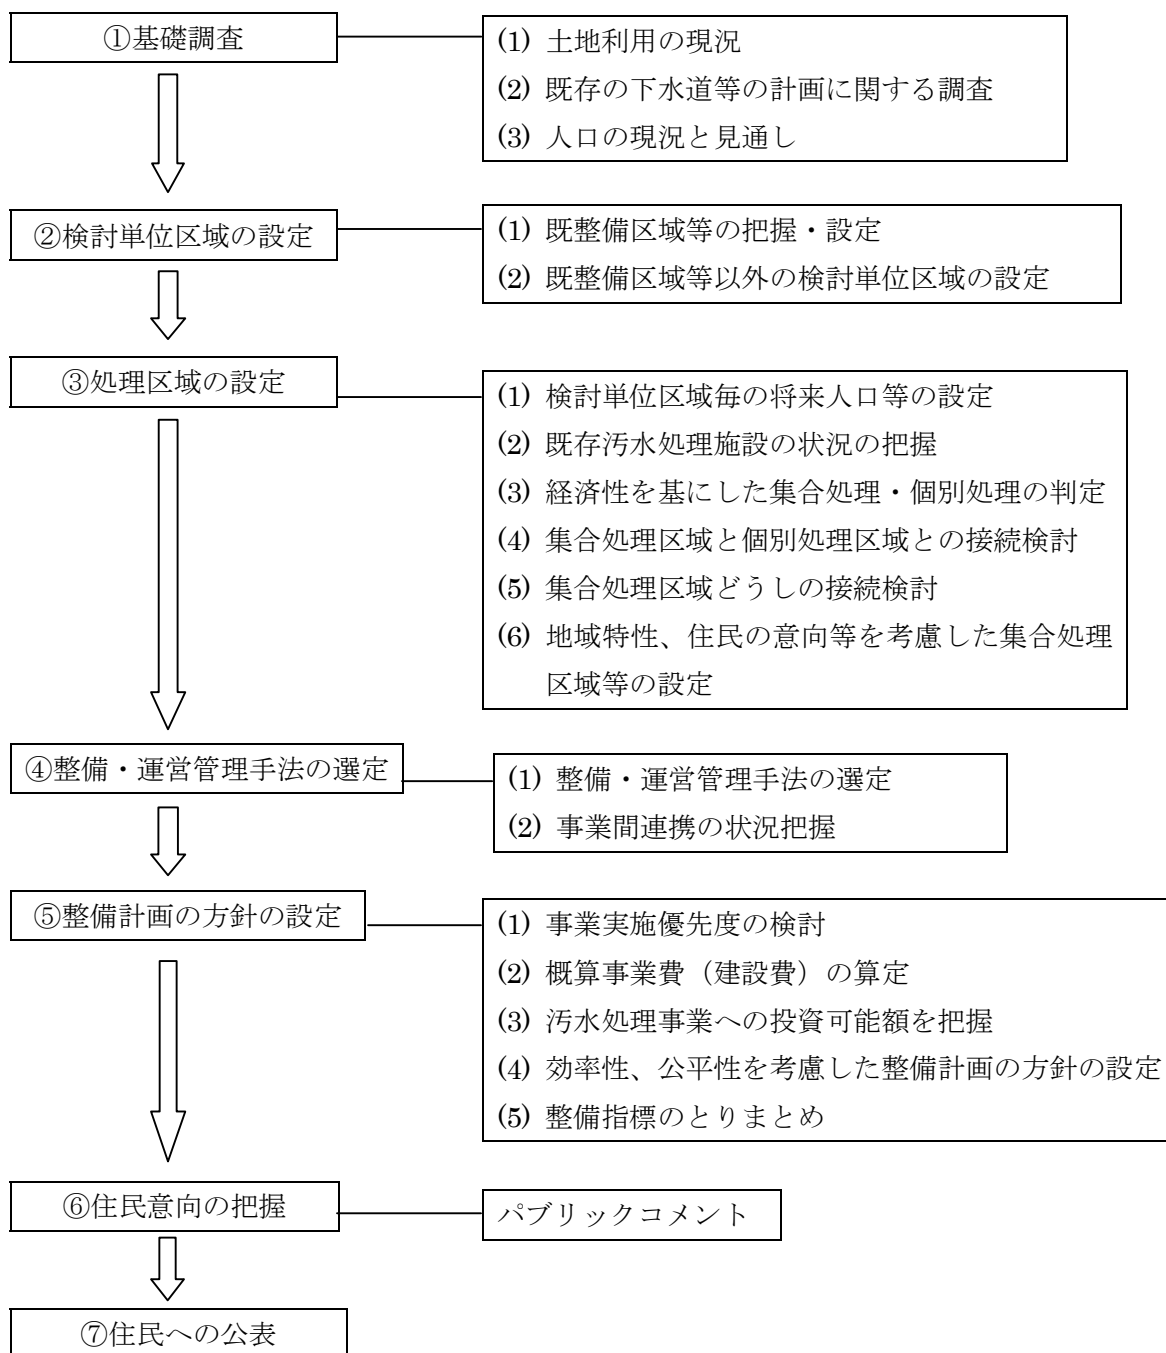 ①基礎調査
(1) 土地利用の現況
(2) 既存の下水道等の計画に関する調査
(3) 人口の現況と見通し
②検討単位区域の設定
(1) 既整備区域等の把握・設定
(2) 既整備区域等以外の検討単位区域の設定
③処理区域の設定
(1) 検討単位区域毎の将来人口等の設定
(2) 既存汚水処理施設の状況の把握
(3) 経済性を基にした集合処理・個別処理の判定
(4) 集合処理区域と個別処理区域との接続検討
(5) 集合処理区域どうしの接続検討
(6) 地域特性、住民の意向等を考慮した集合処理
区域等の設定
④整備・運営管理手法の選定
(1) 整備・運営管理手法の選定
(2) 事業間連携の状況把握
⑤整備計画の方針の設定
(1) 事業実施優先度の検討
(2) 概算事業費（建設費）の算定
(3) 汚水処理事業への投資可能額を把握
(4) 効率性、公平性を考慮した整備計画の方針の設定
(5) 整備指標のとりまとめ
⑥住民意向の把握
パブリックコメント
⑦住民への公表